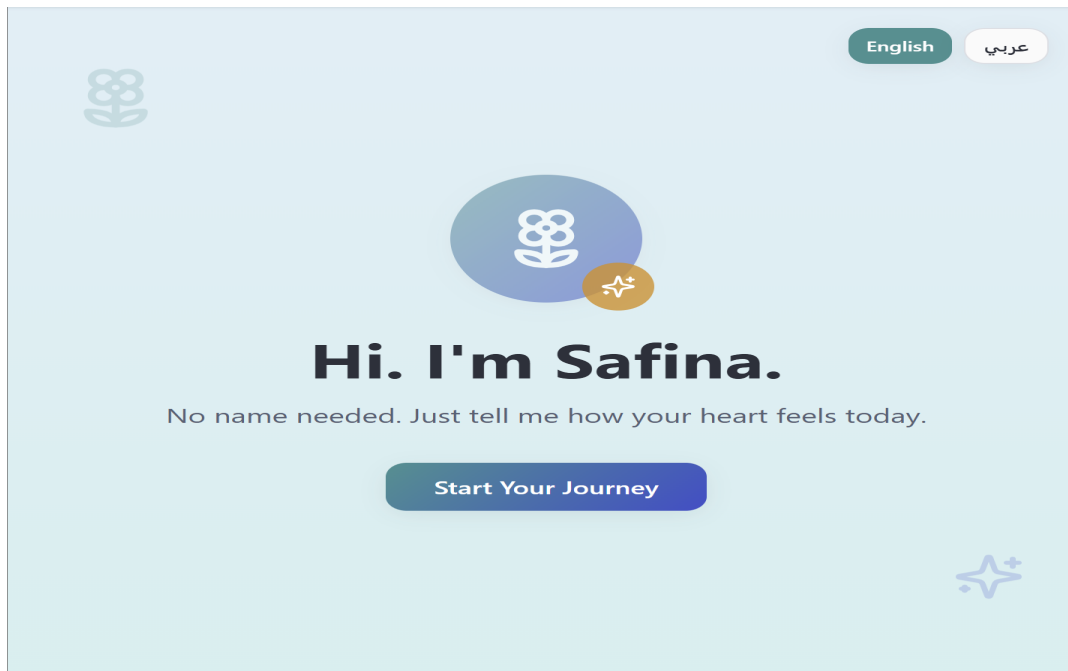 English
عربي
Hi. I'm Safina.
No name needed. Just tell me how your heart feels today.
Start Your Journey